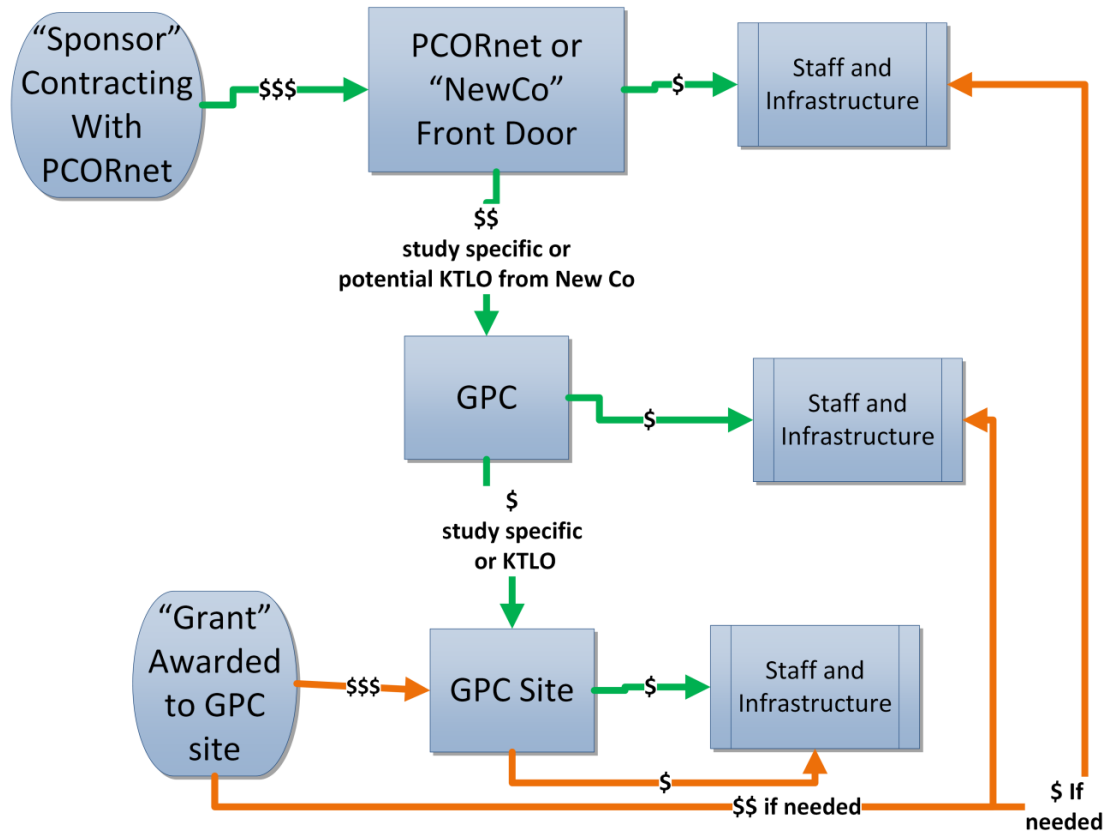 “Sponsor”
Contracting
With
PCORnet
$$$
PCORnet or
“NewCo”
Front Door
$
Staff and
Infrastructure
$$
study specific or
potential KTLO from New Co
GPC
$
Staff and
Infrastructure
$
study specific
or KTLO
“Grant”
Awarded
to GPC
site
$$$
GPC Site
$
Staff and
Infrastructure
$
$$ if needed
$ If
needed